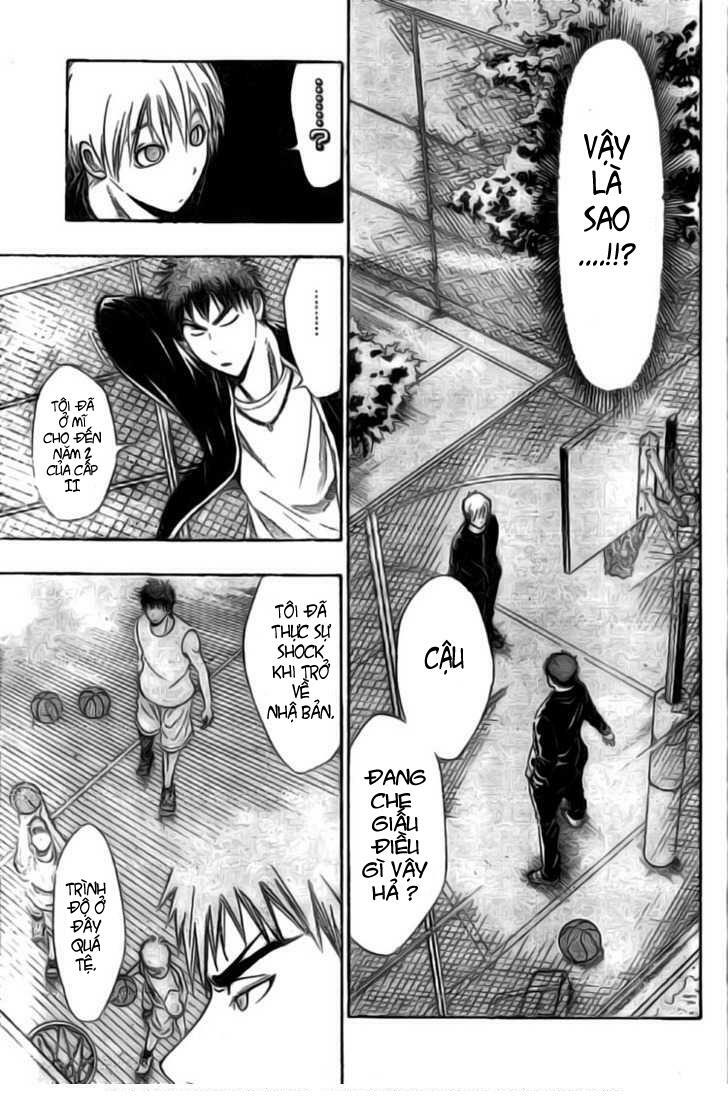 VẬY
LÀ
SAO
....!!?
CẬU
ĐANG
CHE
GIẤU
ĐIỀU
GÌ VẬY
HẢ ?
......?
........
TÔI ĐÃ
Ở MĨ
CHO ĐẾN
NĂM 2
CỦA CẤP
II
TÔI ĐÃ
THỰC SỰ
SHOCK
KHI TRỞ
VỀ
NHẬ BẢN.
TRÌNH
ĐỘ Ở
ĐÂY
QUÁ
TỆ.